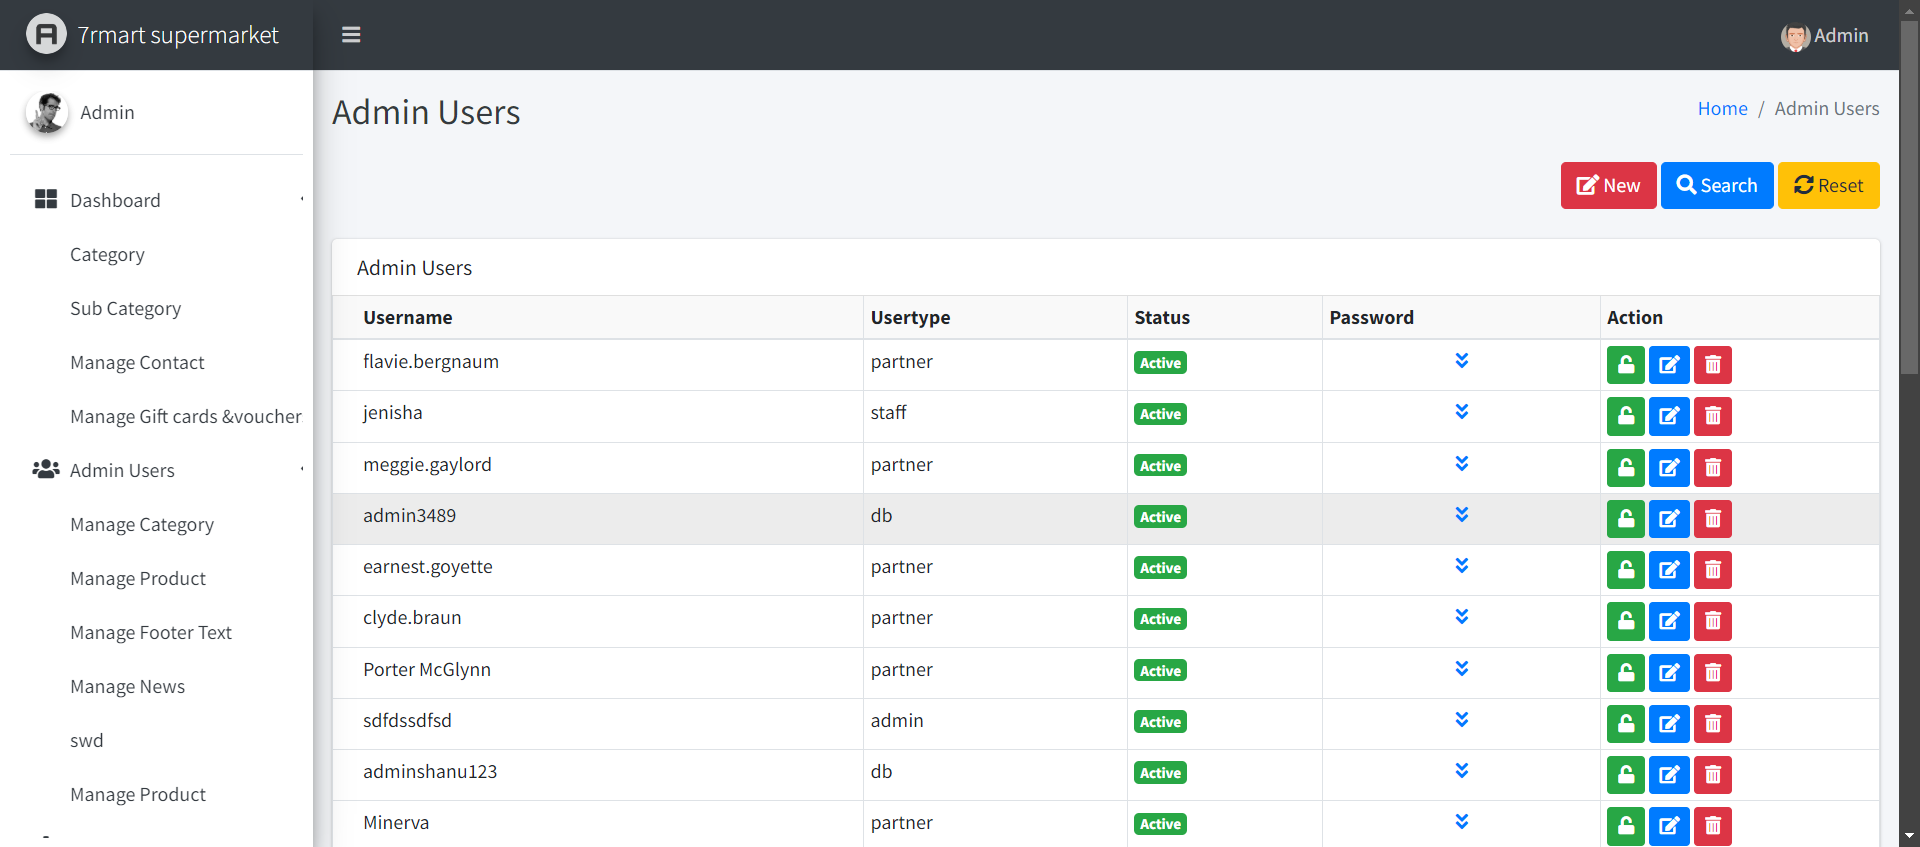 7rmart supermarket
Admin
Admin
Dashboard
Category
Sub Category
Manage Contact
Manage Gift cards &voucher
Admin Users
Manage Category
Manage Product
Manage Footer Text
Manage News
swd
Manage Product
Admin Users
Home / Admin Users
New Search Reset
Admin Users
Username Usertype Status Password Action
flavie.bergnaum partner Active
jenisha staff Active
meggie.gaylord partner Active
admin3489 db Active
earnest.goyette partner Active
clyde.braun partner Active
Porter McGlynn partner Active
sdfdssdfsd admin Active
adminshanu123 db Active
Minerva partner Active